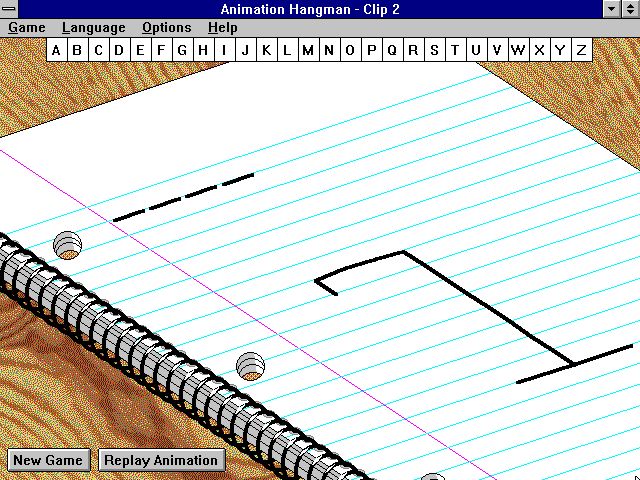 Animation Hangman - Clip 2
Game Language Options Help
A B C D E F G H I J K L M N O P Q R S T U V W X Y Z
New Game Replay Animation